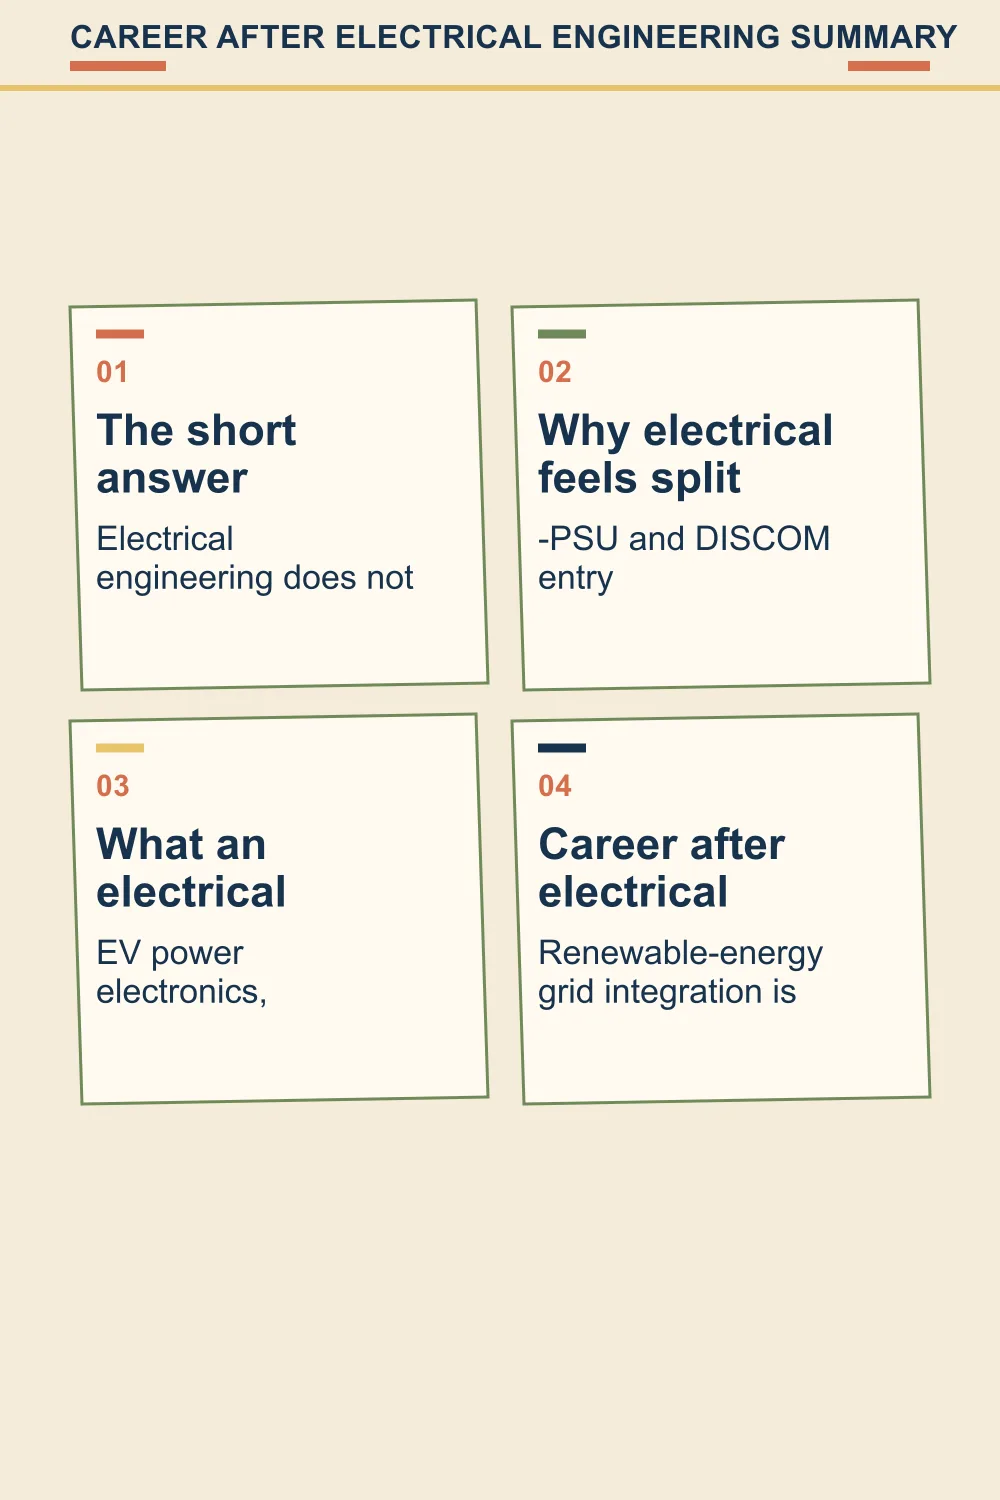 CAREER AFTER ELECTRICAL ENGINEERING SUMMARY
01
The short
answer
Electrical
engineering does not
02
Why electrical
feels split
-PSU and DISCOM
entry
03
What an
electrical
EV power
electronics,
04
Career after
electrical
Renewable-energy
grid integration is